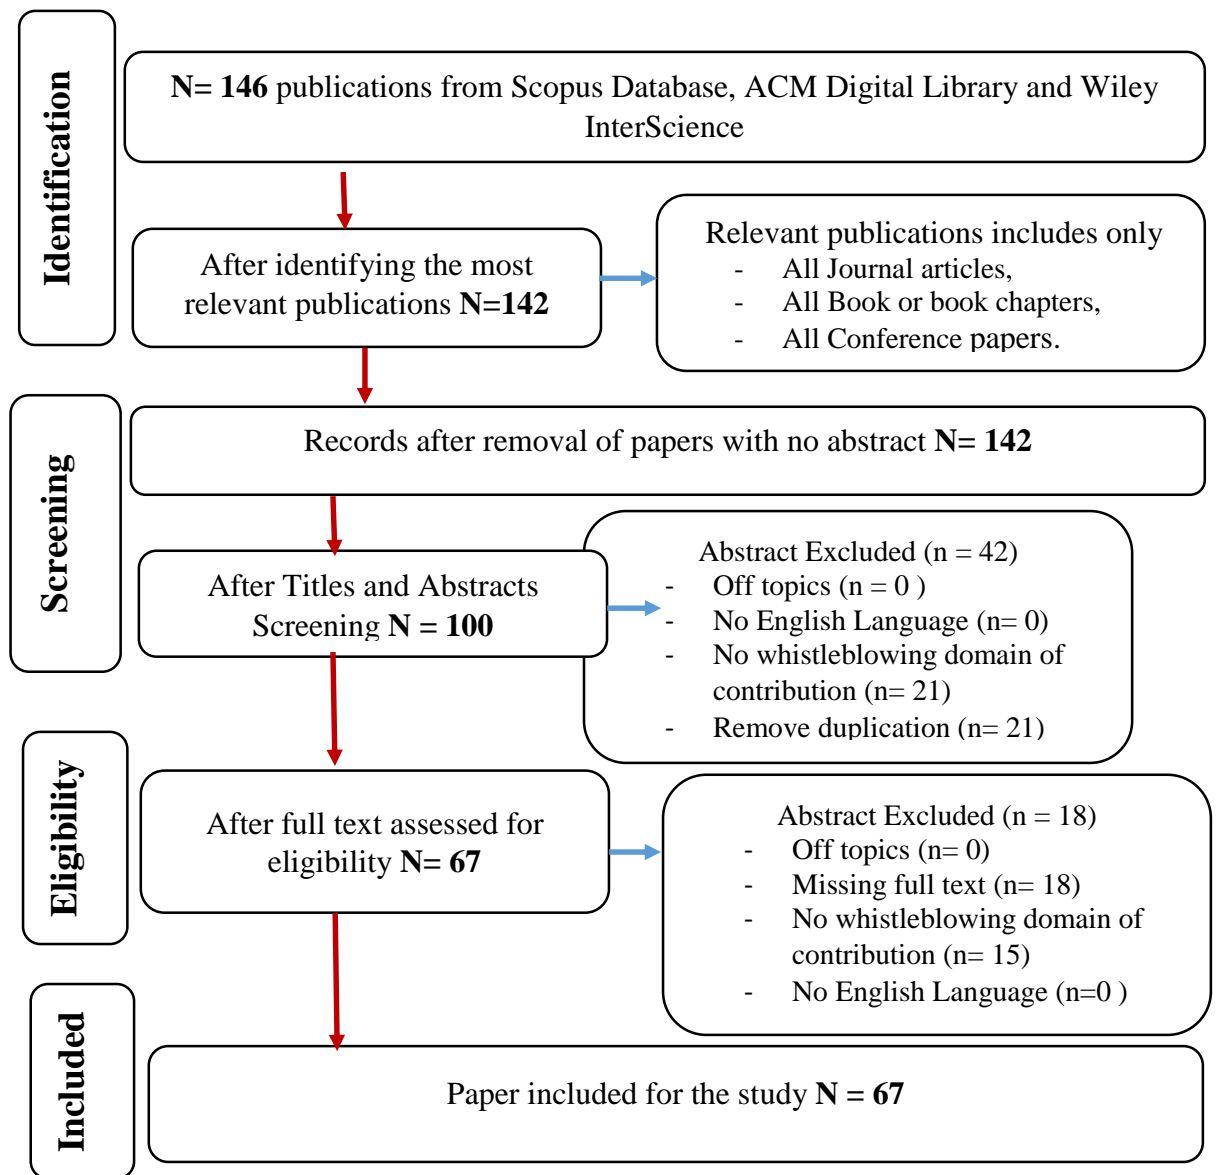 Identification
N= 146 publications from Scopus Database, ACM Digital Library and Wiley
InterScience
After identifying the most
relevant publications N=142
Relevant publications includes only
- All Journal articles,
- All Book or book chapters,
- All Conference papers.
Screening
Records after removal of papers with no abstract N= 142
After Titles and Abstracts
Screening N = 100
Abstract Excluded (n = 42)
- Off topics (n = 0 )
- No English Language (n= 0)
- No whistleblowing domain of
contribution (n= 21)
- Remove duplication (n= 21)
Eligibility
After full text assessed for
eligibility N= 67
Abstract Excluded (n = 18)
- Off topics (n= 0)
- Missing full text (n= 18)
- No whistleblowing domain of
contribution (n= 15)
- No English Language (n=0 )
Included
Paper included for the study N = 67